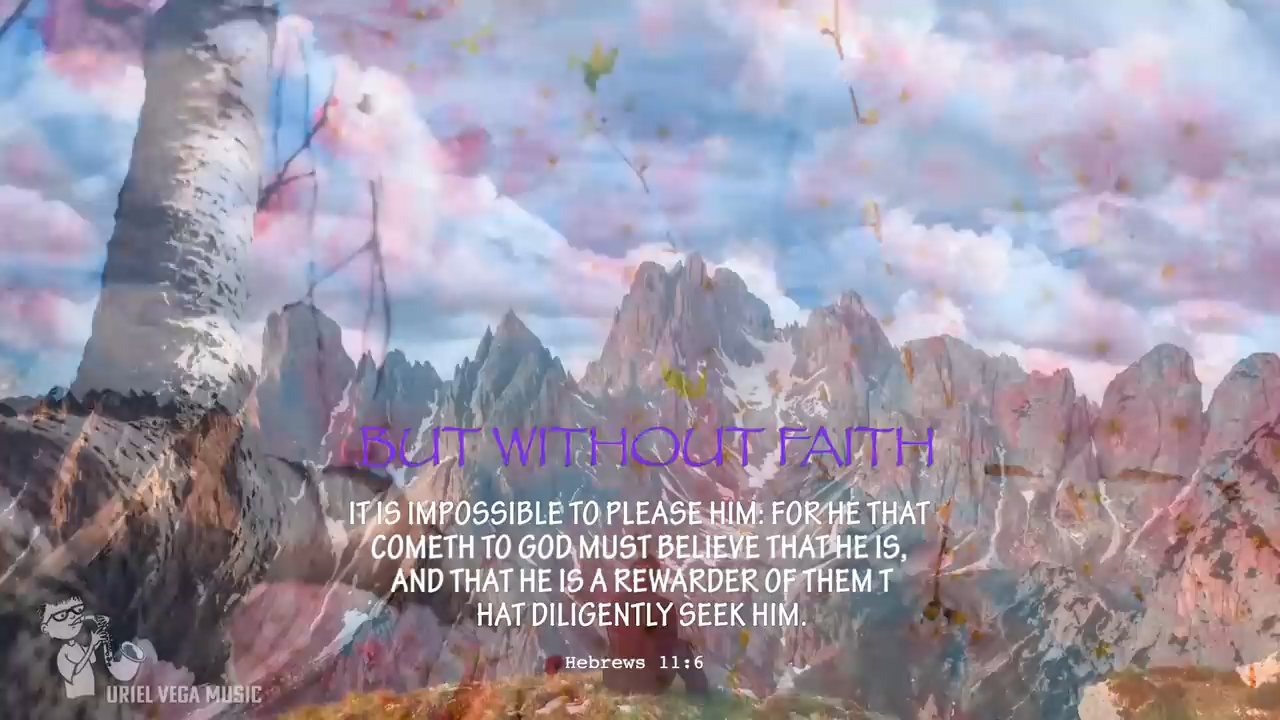 BUT WITHOUT FAITH
IT IS IMPOSSIBLE TO PLEASE HIM: FOR HE THAT
COMETH TO GOD MUST BELIEVE THAT HE IS,
AND THAT HE IS A REWARDER OF THEM T
HAT DILIGENTLY SEEK HIM.
Hebrews 11:6
URIEL VEGA MUSIC